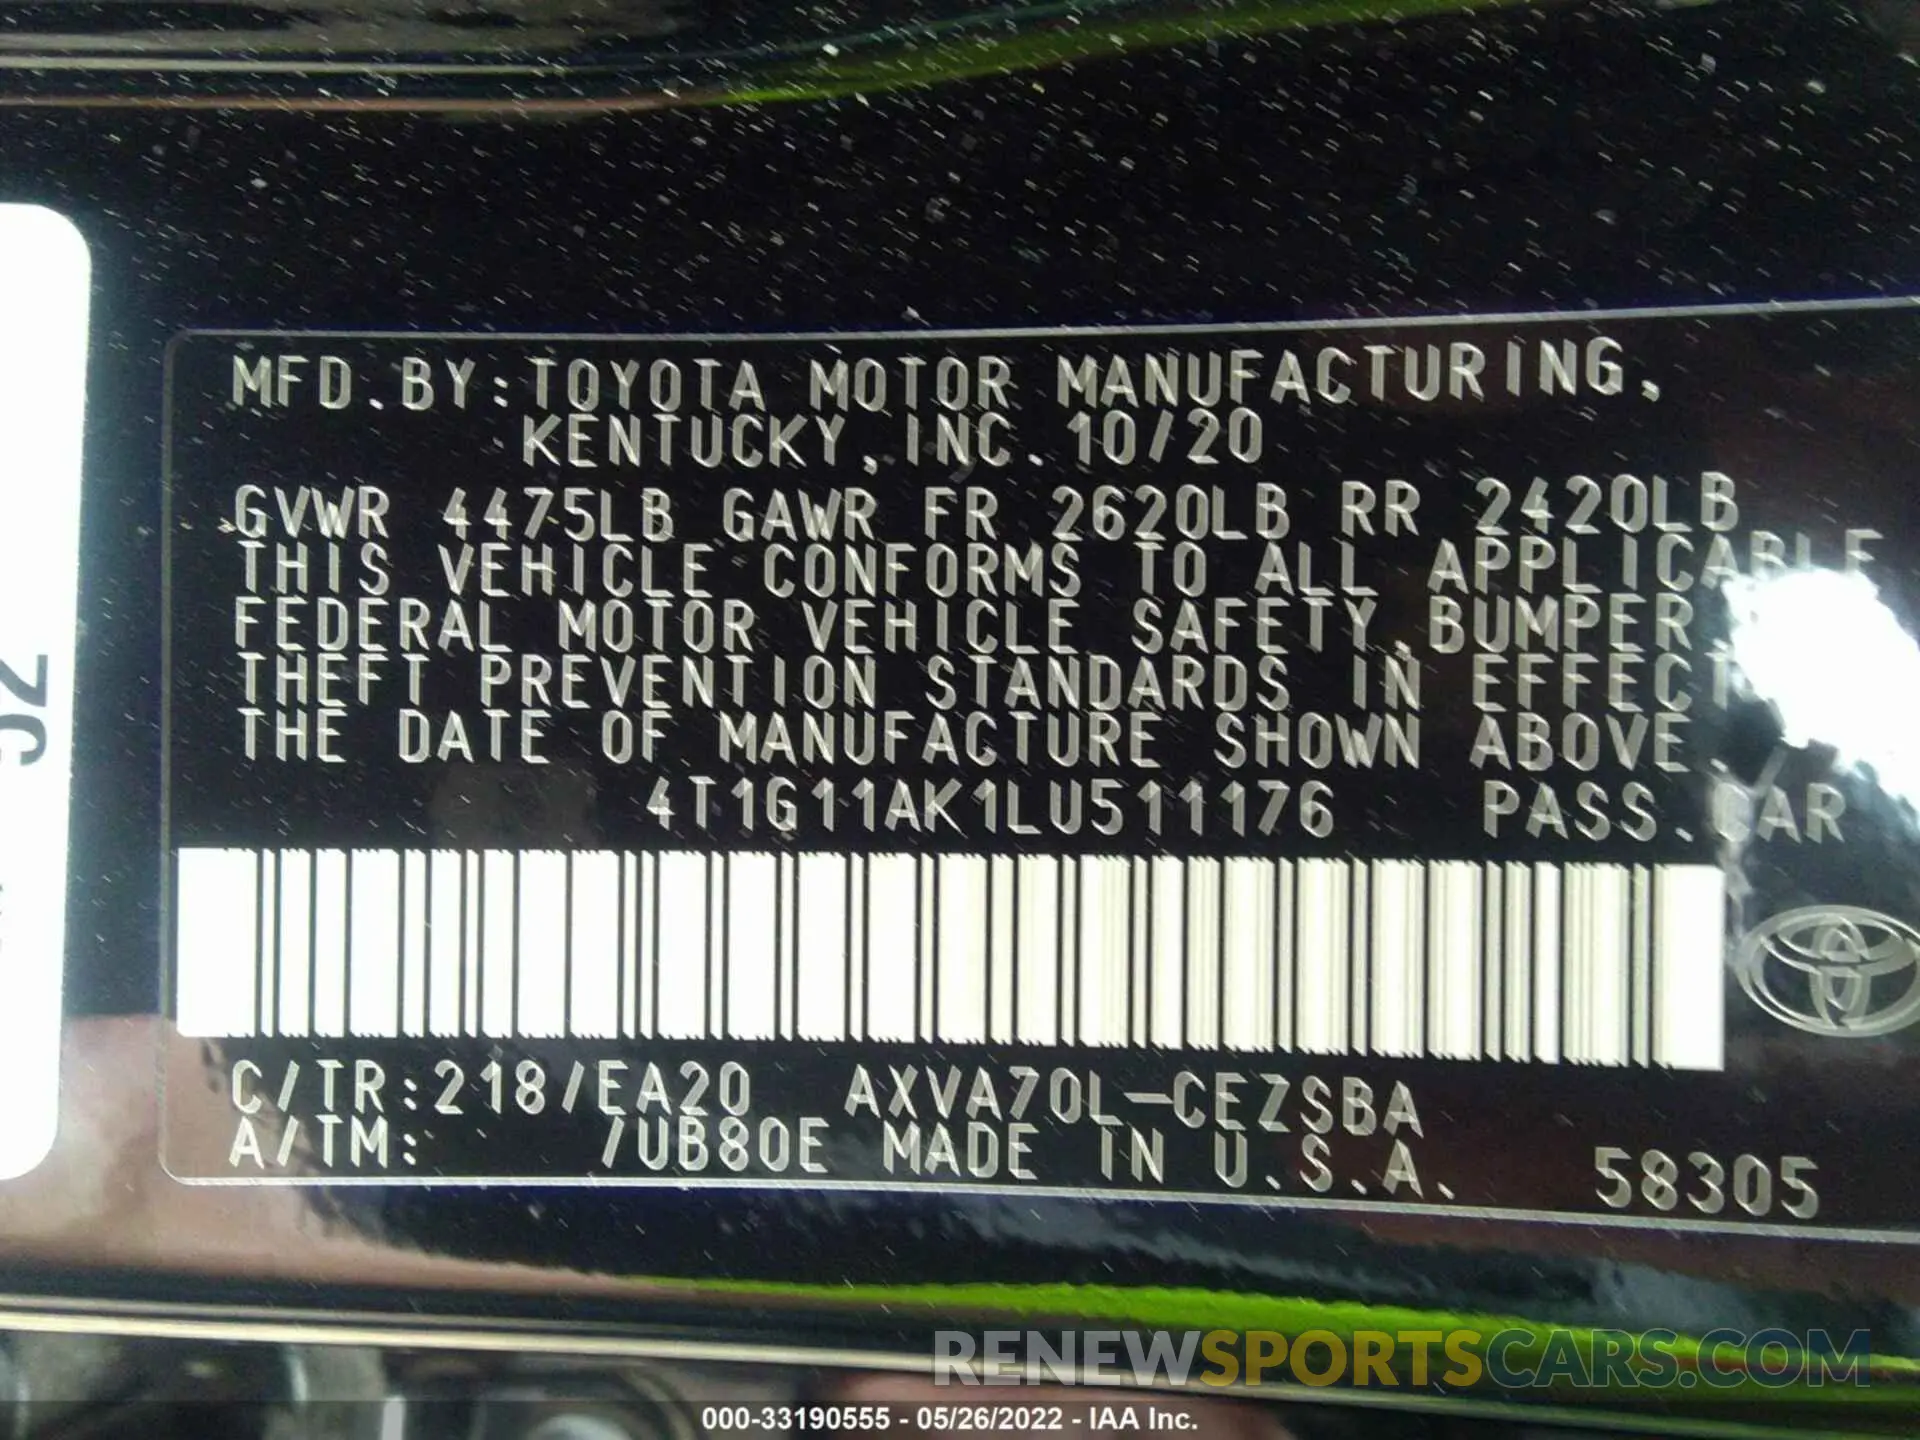 MFD.BY:TOYOTA MOTOR MANUFACTURING,
KENTUCKY, INC. 10/20
GVWR 4475LB GAWR FR 2620LB RR 2420LB
THIS VEHICLE CONFORMS TO ALL APPLICABLE
FEDERAL MOTOR VEHICLE SAFETY,BUMPER,
THEFT PREVENTION STANDARDS IN EFFECT
THE DATE OF MANUFACTURE SHOWN ABOVE.
4T1G11AK1LU511176 PASS.CAR
C/TR:218/EA20 AXVA70L-CEZSBA
A/TM: /UB80E MADE IN U.S.A. 58305
RENEWSPORTSCARS.COM
000-33190555 - 05/26/2022 - IAA Inc.